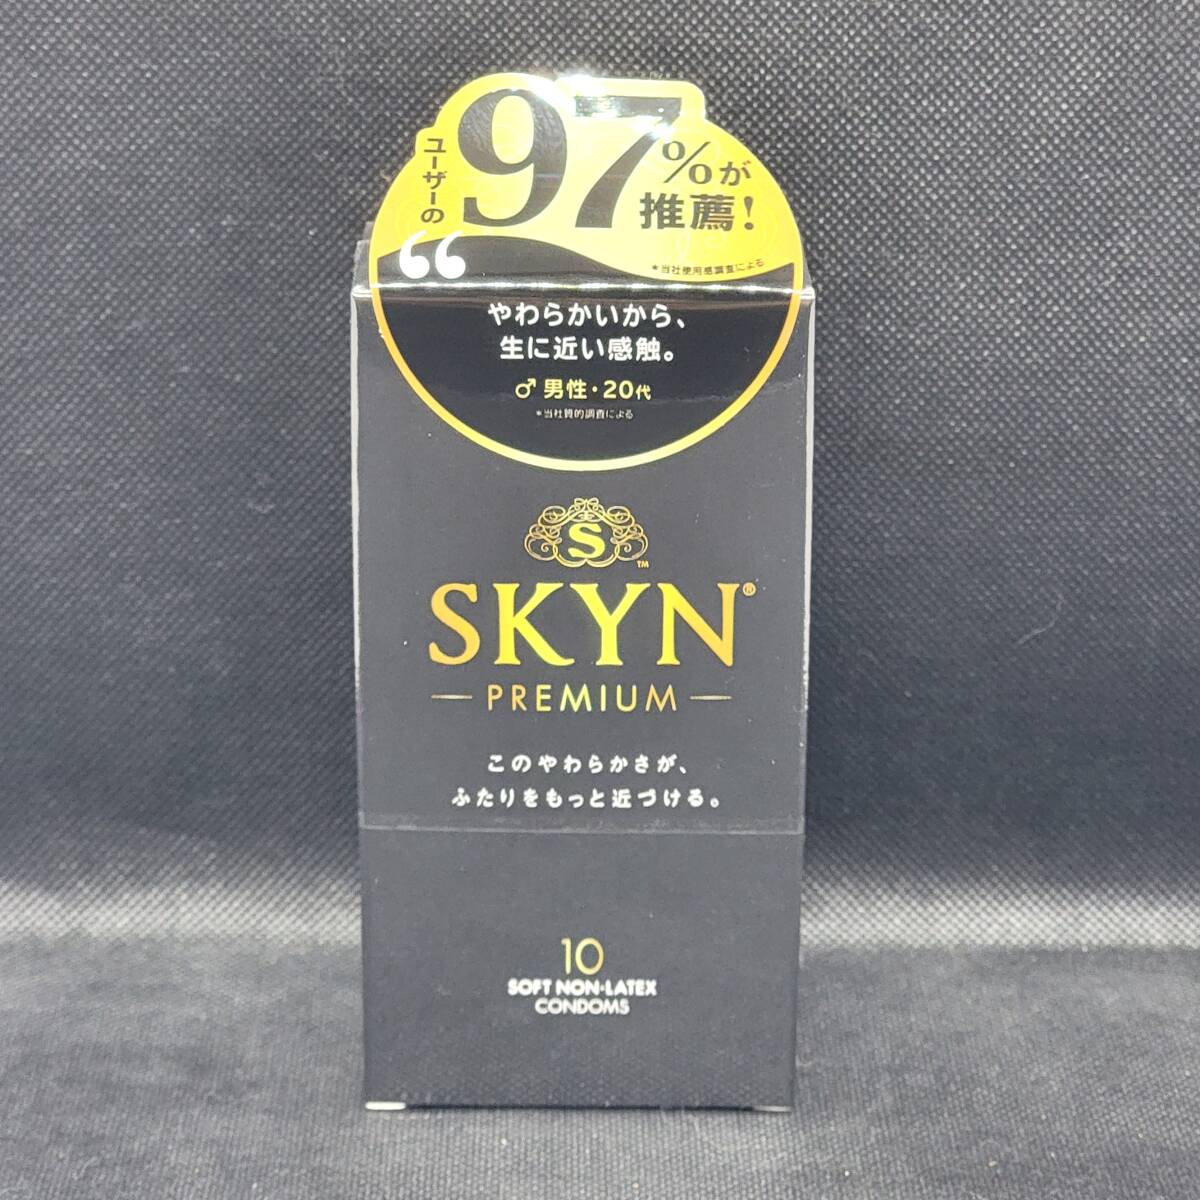 ユーザーの
97%が
推薦!
*当社使用感調査による
“
やわらかいから、
生に近い感触。
♂ 男性・20代
*当社質的調査による
S
TM
SKYN®
PREMIUM
このやわらかさが、
ふたりをもっと近づける。
10
SOFT NON-LATEX
CONDOMS